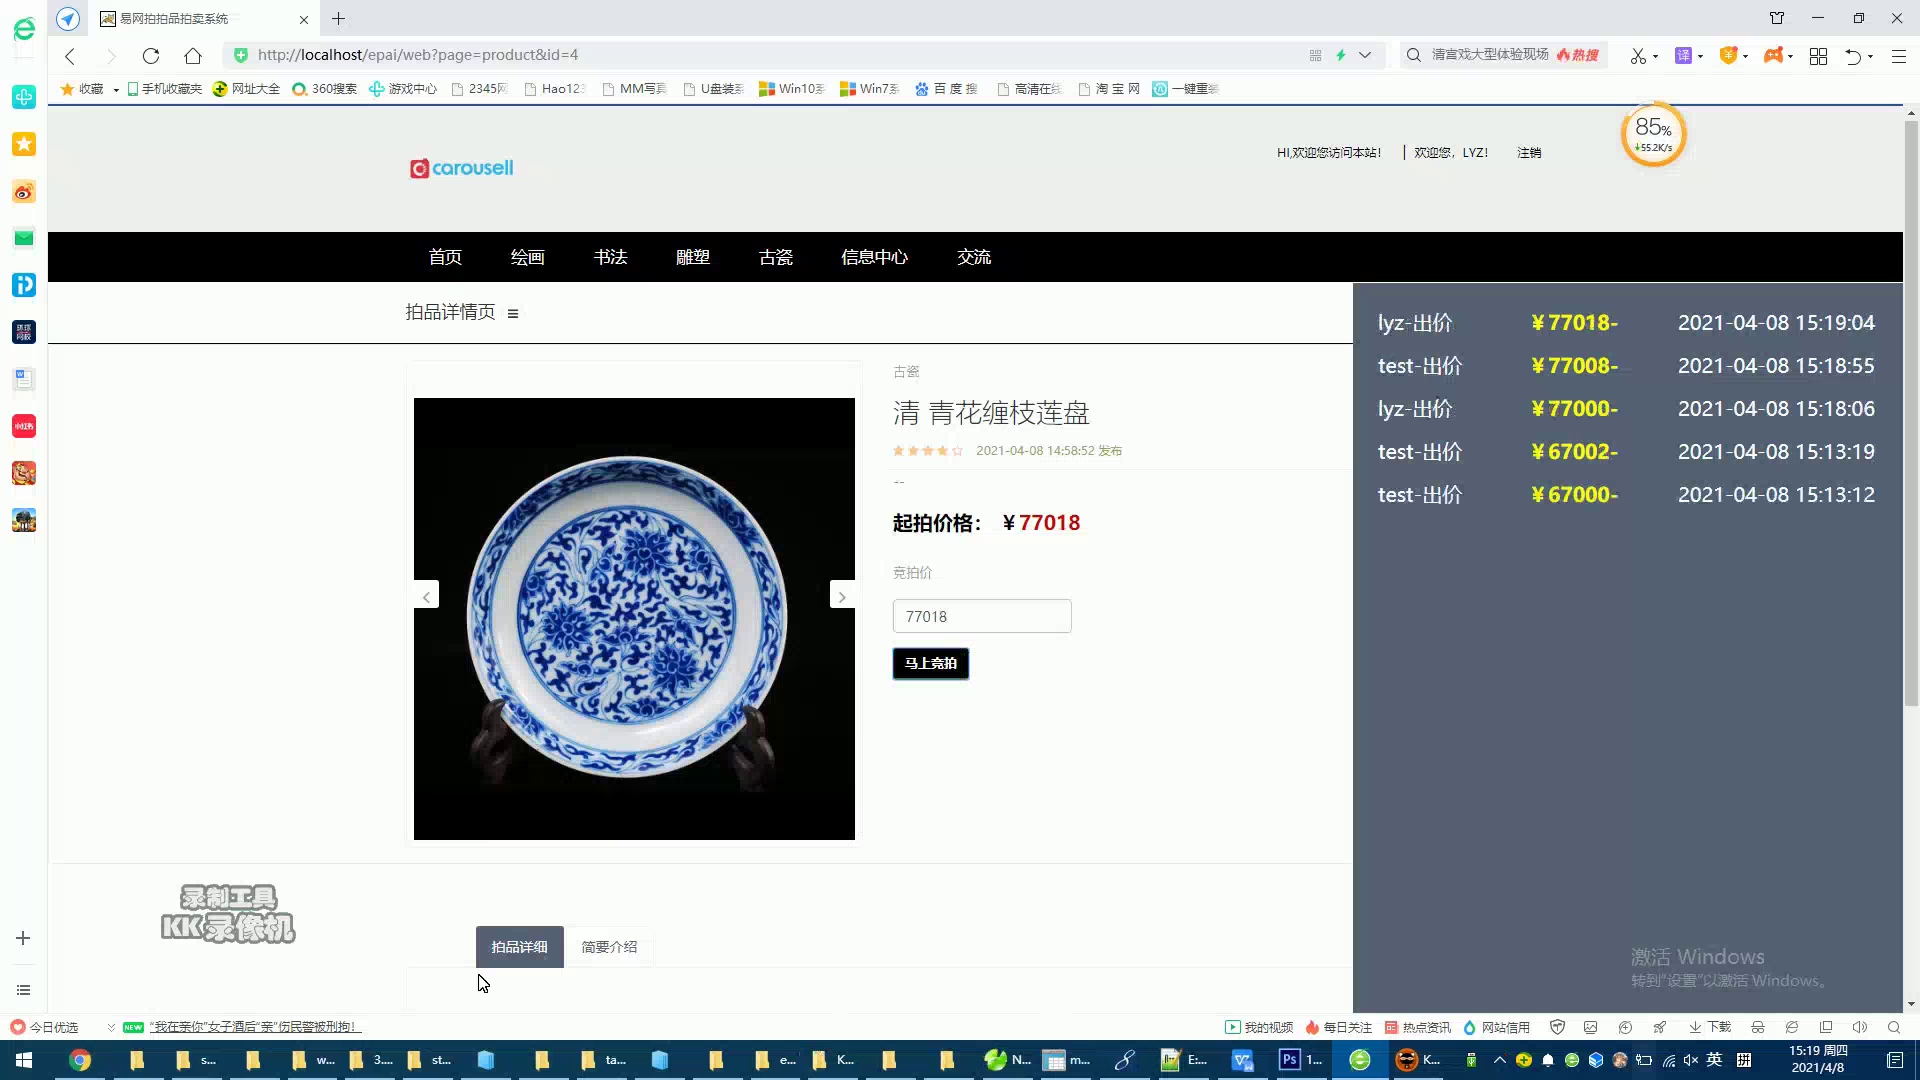 易网拍拍品拍卖系统
http://localhost/epai/web?page=product&id=4
清宫戏大型体验现场
热搜
收藏
手机收藏夹
网址大全
360搜索
游戏中心
2345网
Hao123
MM写真
U盘装系
Win10系
Win7系
百 度 搜
高清在线
淘 宝 网
一键重装
85%
55.2K/s
carousell
HI,欢迎您访问本站!
欢迎您，LYZ!
注销
首页
绘画
书法
雕塑
古瓷
信息中心
交流
拍品详情页
古瓷
清 青花缠枝莲盘
2021-04-08 14:58:52 发布
--
起拍价格： ¥77018
竞拍价
77018
马上竞拍
lyz-出价 ¥77018- 2021-04-08 15:19:04
test-出价 ¥77008- 2021-04-08 15:18:55
lyz-出价 ¥77000- 2021-04-08 15:18:06
test-出价 ¥67002- 2021-04-08 15:13:19
test-出价 ¥67000- 2021-04-08 15:13:12
录制工具
KK录像机
拍品详细
简要介绍
激活 Windows
转到"设置"以激活 Windows。
今日优选
NEW
"我在亲你"女子酒后"亲"伤民警被刑拘!
我的视频
每日关注
热点资讯
网站信用
下载
s...
w...
3....
st...
ta...
e...
K...
N...
m...
E:...
1...
K...
英
拼
15:19 周四
2021/4/8